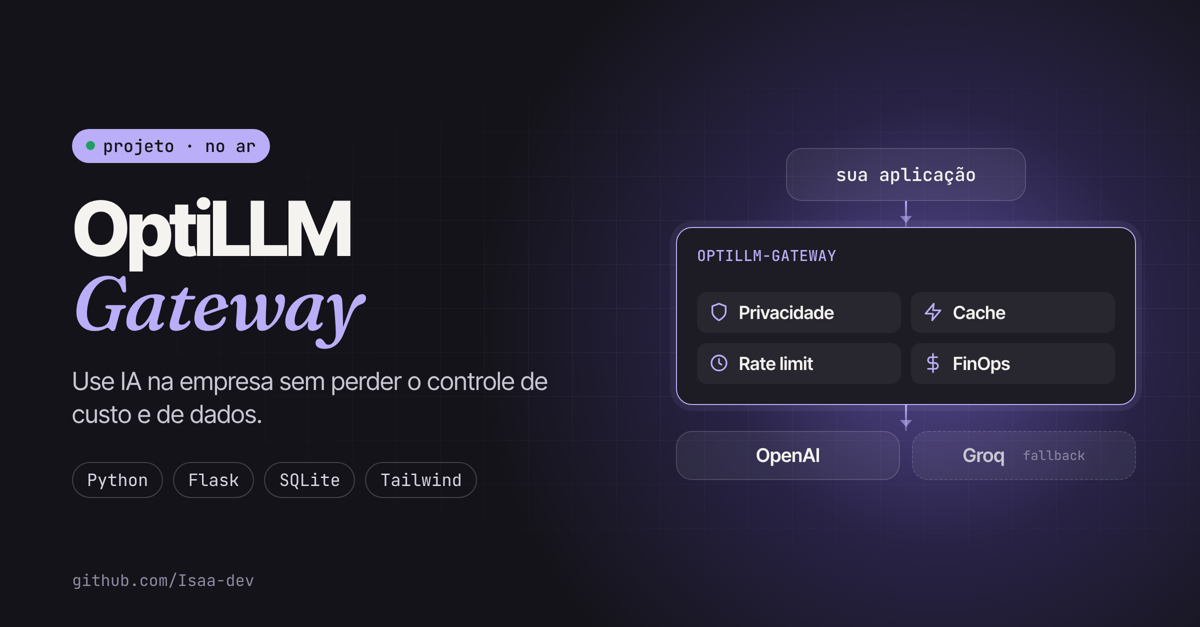 projeto · no ar
OptiLLM
Gateway
Use IA na empresa sem perder o controle de
custo e de dados.
Python
Flask
SQLite
Tailwind
github.com/Isaa-dev
sua aplicação
OPTILLM-GATEWAY
Privacidade
Cache
Rate limit
FinOps
OpenAI
Groq fallback